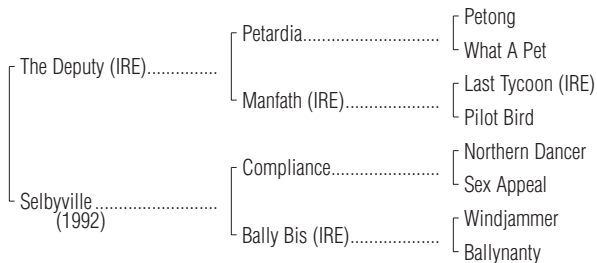 Petong
Petardia
What A Pet
The Deputy (IRE)
Last Tycoon (IRE)
Manfath (IRE)
Pilot Bird
Northern Dancer
Compliance
Sex Appeal
Selbyville
(1992)
Windjammer
Bally Bis (IRE)
Ballynanty